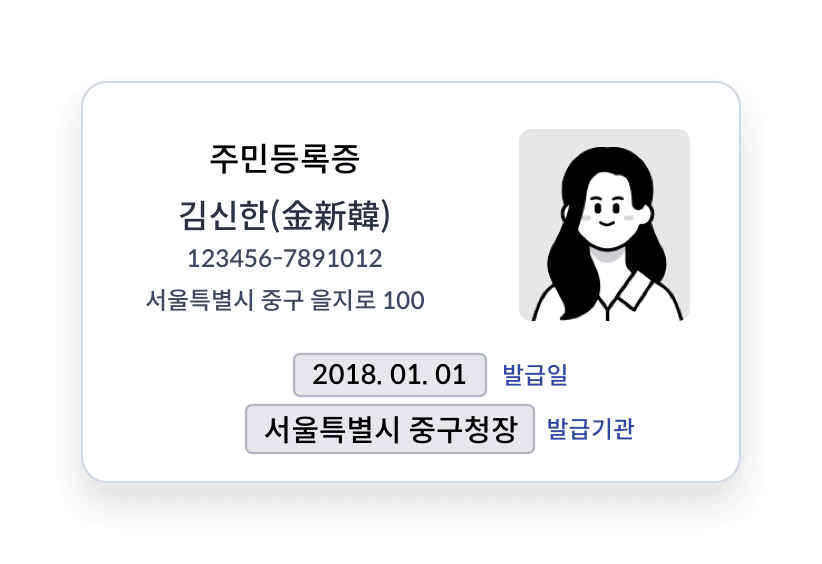 주민등록증
김신한(金新韓)
123456-7891012
서울특별시 중구 을지로 100
2018. 01. 01 발급일
서울특별시 중구청장 발급기관